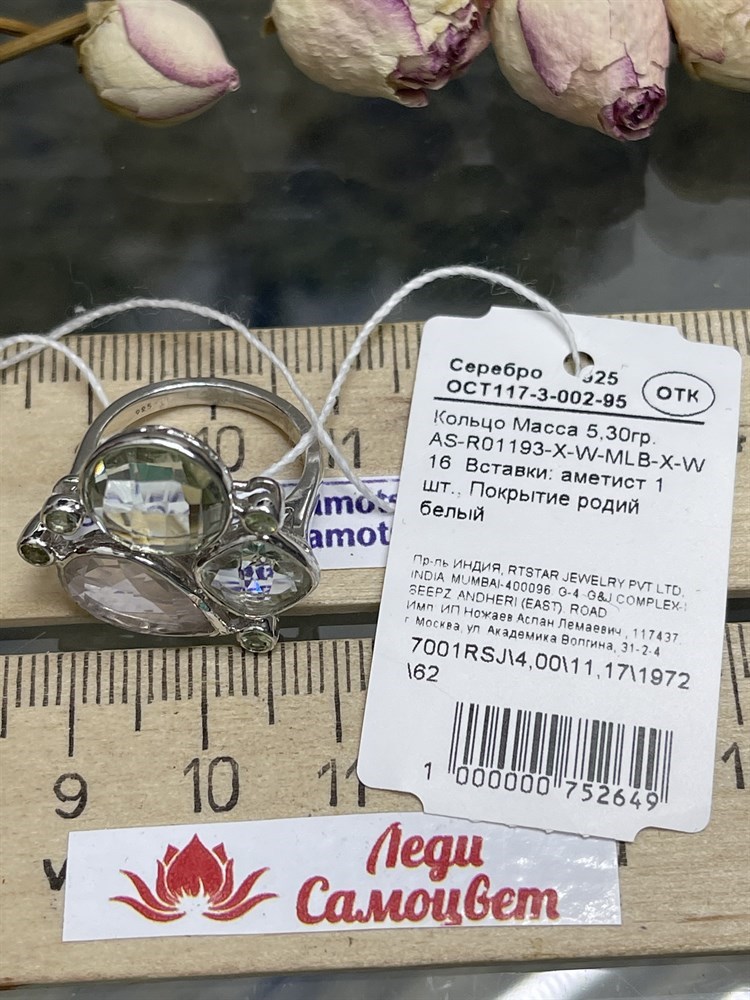 Серебро 925
ОСТ117-3-002-95
ОТК
Кольцо Масса 5,30гр.
AS-R01193-X-W-MLB-X-W
16 Вставки: аметист 1
шт., Покрытие родий
белый
Пр-ль ИНДИЯ, RTSTAR JEWELRY PVT LTD,
INDIA MUMBAI-400096 G-4 G&J COMPLEX-I
SEEPZ ANDHERI (EAST) ROAD
Имп. ИП Ножаев Аслан Лемаевич, 117437,
г Москва, ул. Академика Волгина, 31-2-4
7001RSJ\4,00\11,17\1972
\62
1 000000 752649
10 11
amots
amot
9 10 11
Леди
Самоцвет